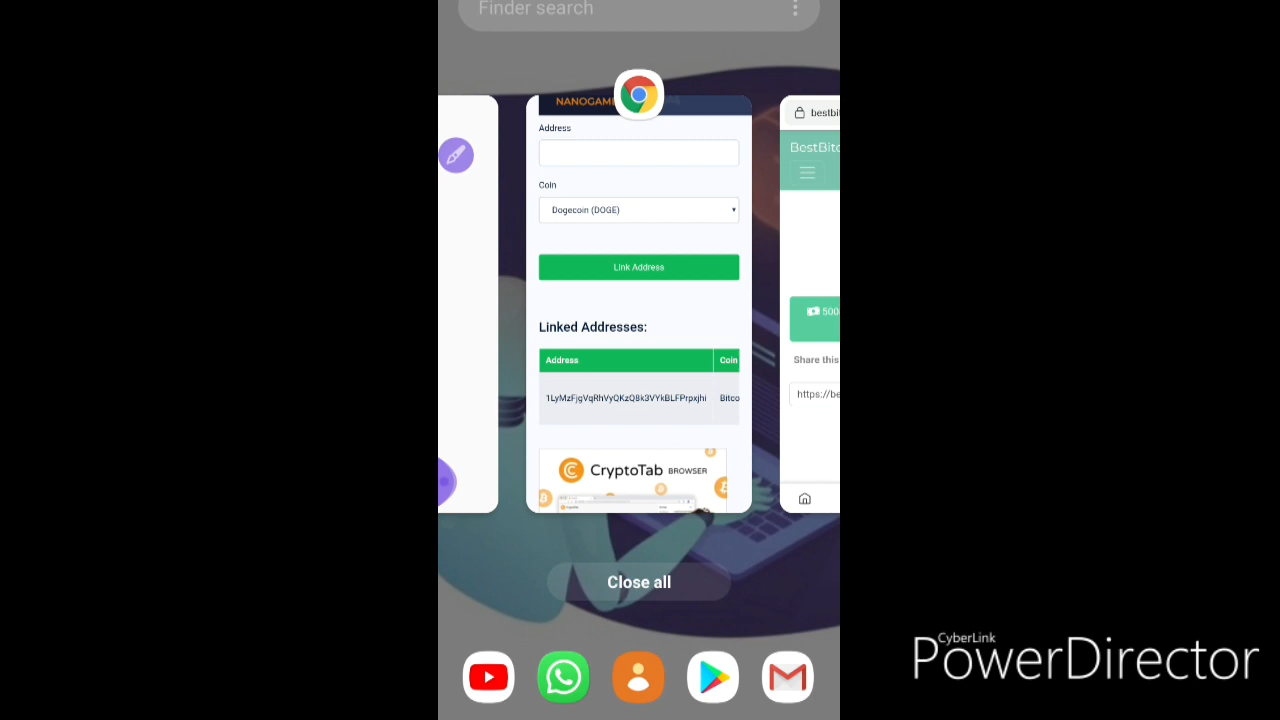 Finder search
NANOGAM
Address
Coin
Dogecoin (DOGE)
Link Address
Linked Addresses:
Address Coin
1LyMzFjgVqRhVyQKzQ8k3VYkBLFPrpxjhi Bitco
CryptoTab BROWSER
bestbi
BestBitc
500
Share this
https://be
Close all
CyberLink
PowerDirector